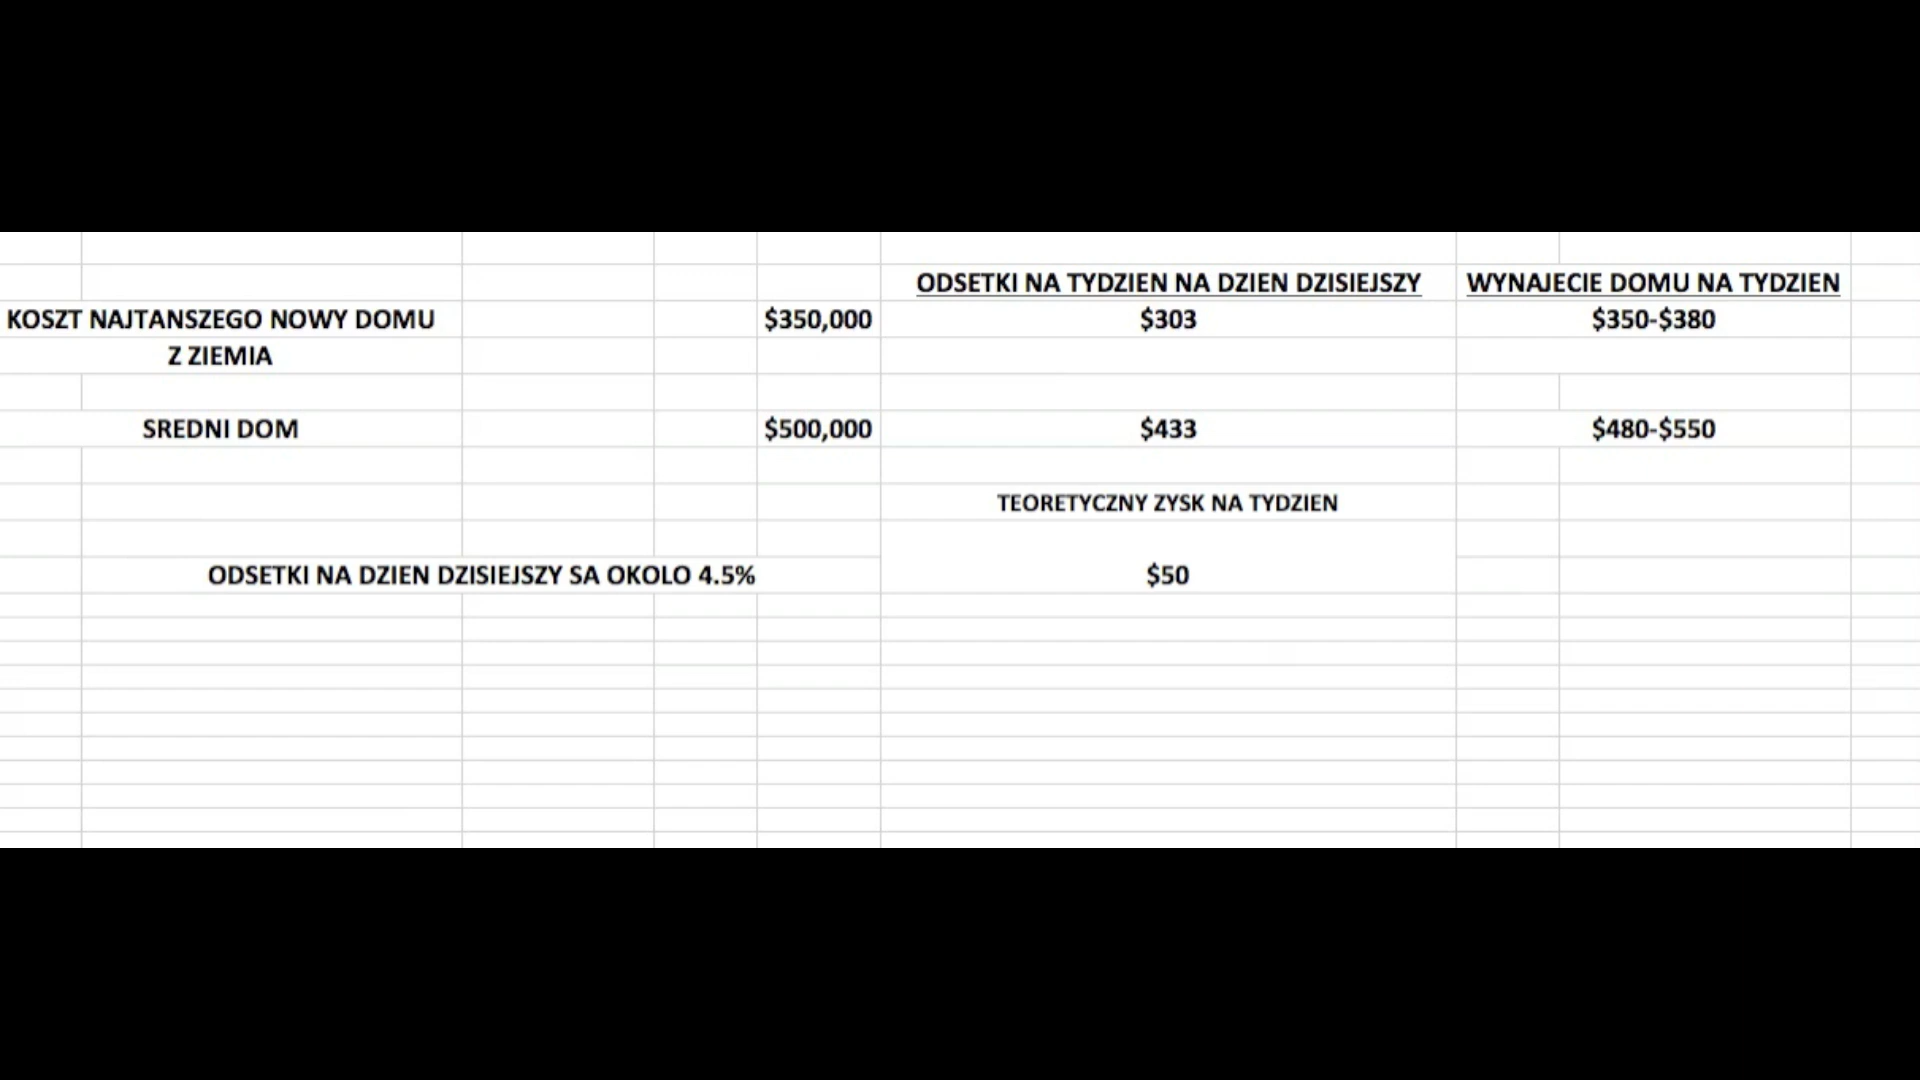 ODSETKI NA TYDZIEN NA DZIEN DZISIEJSZY WYNAJECIE DOMU NA TYDZIEN
KOSZT NAJTANSZEGO NOWY DOMU $350,000 $303 $350-$380
Z ZIEMIA
SREDNI DOM $500,000 $433 $480-$550
TEORETYCZNY ZYSK NA TYDZIEN
ODSETKI NA DZIEN DZISIEJSZY SA OKOLO 4.5% $50